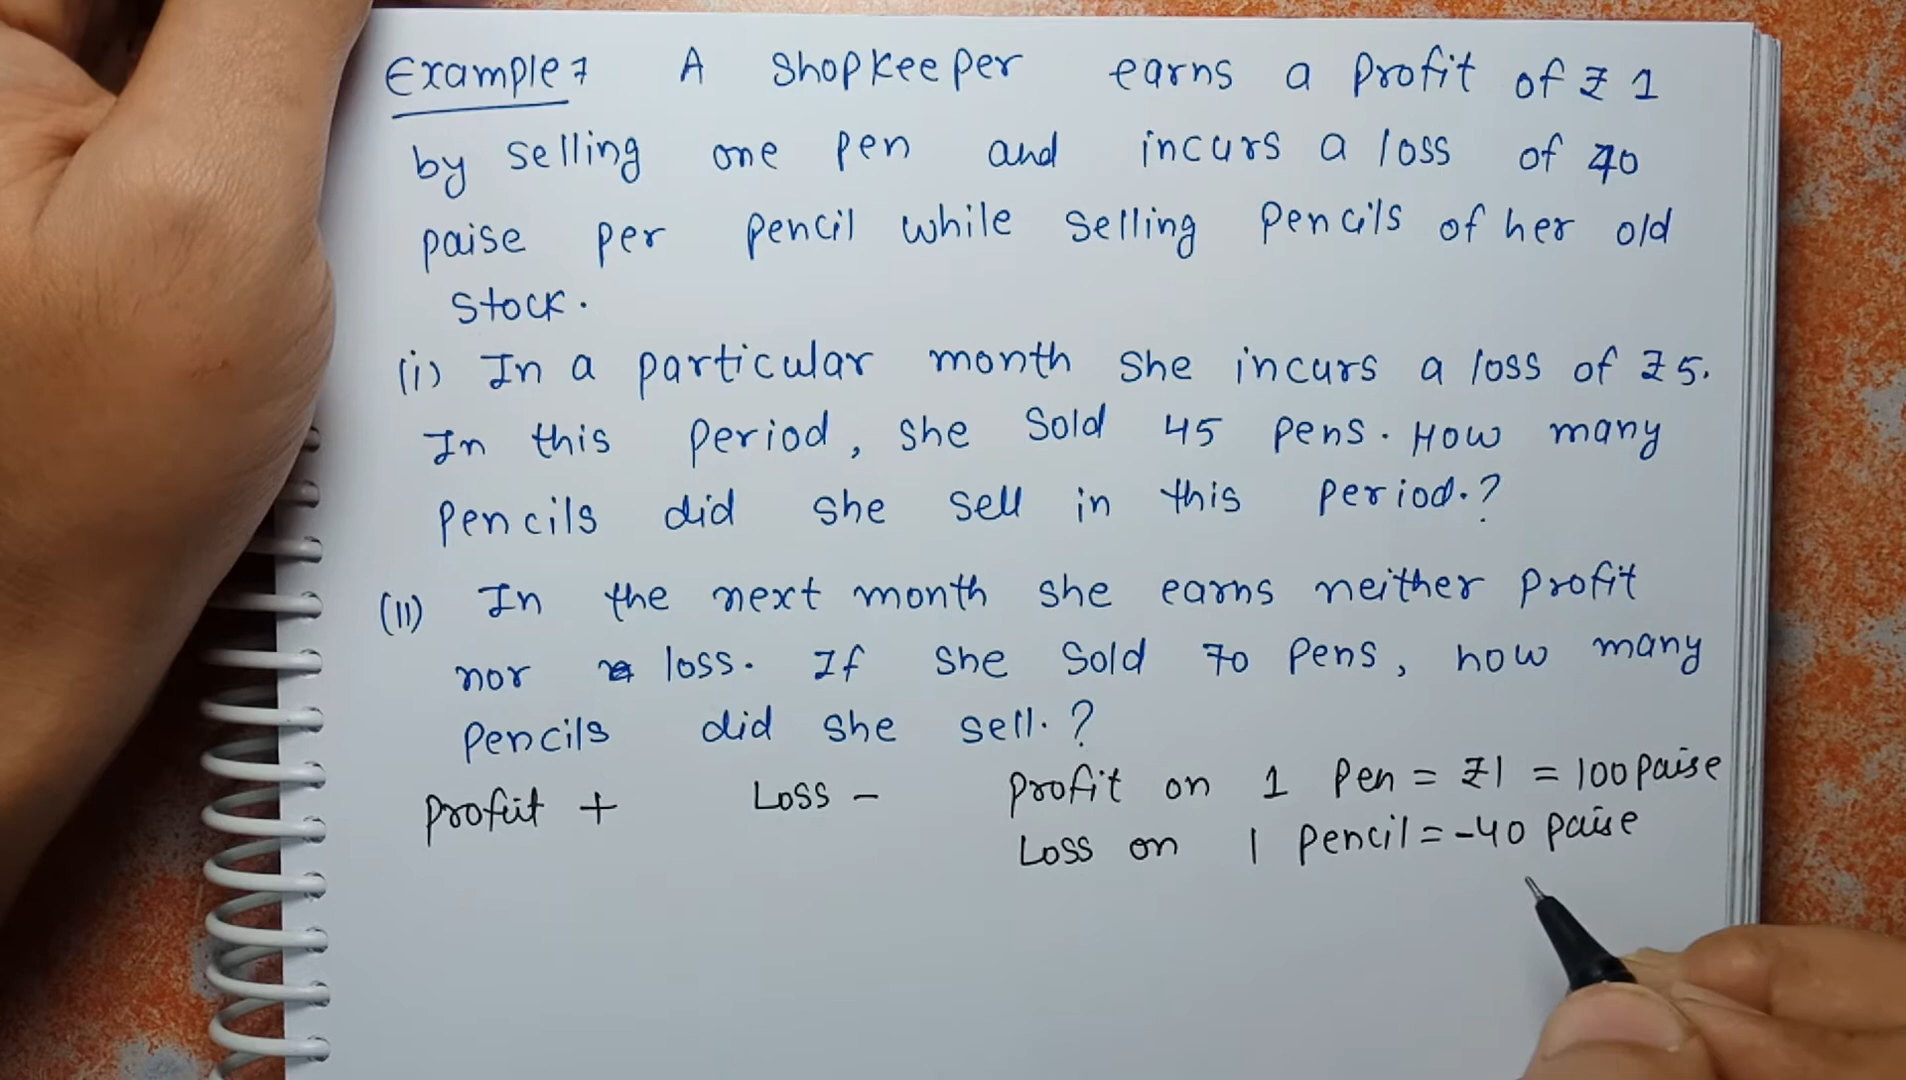 Example 7 A shopkeeper earns a profit of ₹ 1
by selling one pen and incurs a loss of 40
paise per pencil while selling pencils of her old
stock.
(i) In a particular month she incurs a loss of ₹5.
In this period, she sold 45 pens. How many
pencils did she sell in this period.?
(II) In the next month she earns neither profit
nor loss. If she sold 70 pens, how many
pencils did she sell.?
Profit + Loss -
Profit on 1 Pen = ₹1 = 100 paise
Loss on 1 pencil = -40 paise